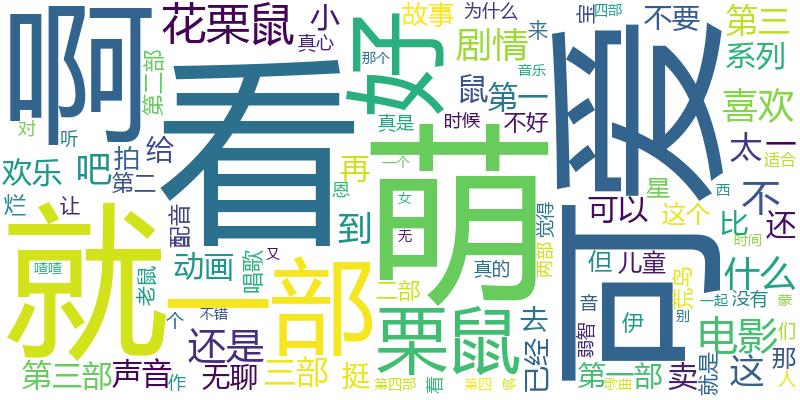 啊
看
花栗鼠
小
真心
好
故事
为什么
那个
剧情
音乐
来
宝
四部
不要
第三
系列
喜欢
可爱
第二部
对
听
欢乐
吧
拍
第二
给
烂
让
就
一部
萌
鼠
第一
真是
时候
不好
一个
太
一
适合
再
恩
到
配音
动画
唱歌
又
喳喳
老鼠
个
不错
还是
女
无
觉得
两部
真的
二部
栗鼠
去
已经
星
西
可以
这个
比
不
还
时间
但
儿童
荒岛
什么
伊
音
弱智
一起
没有
蒙
别
电影
们
第三部
声音
作
无聊
三部
挺
第四部
着
第四
够
第一部
歌曲
卖
就是
这
那
人